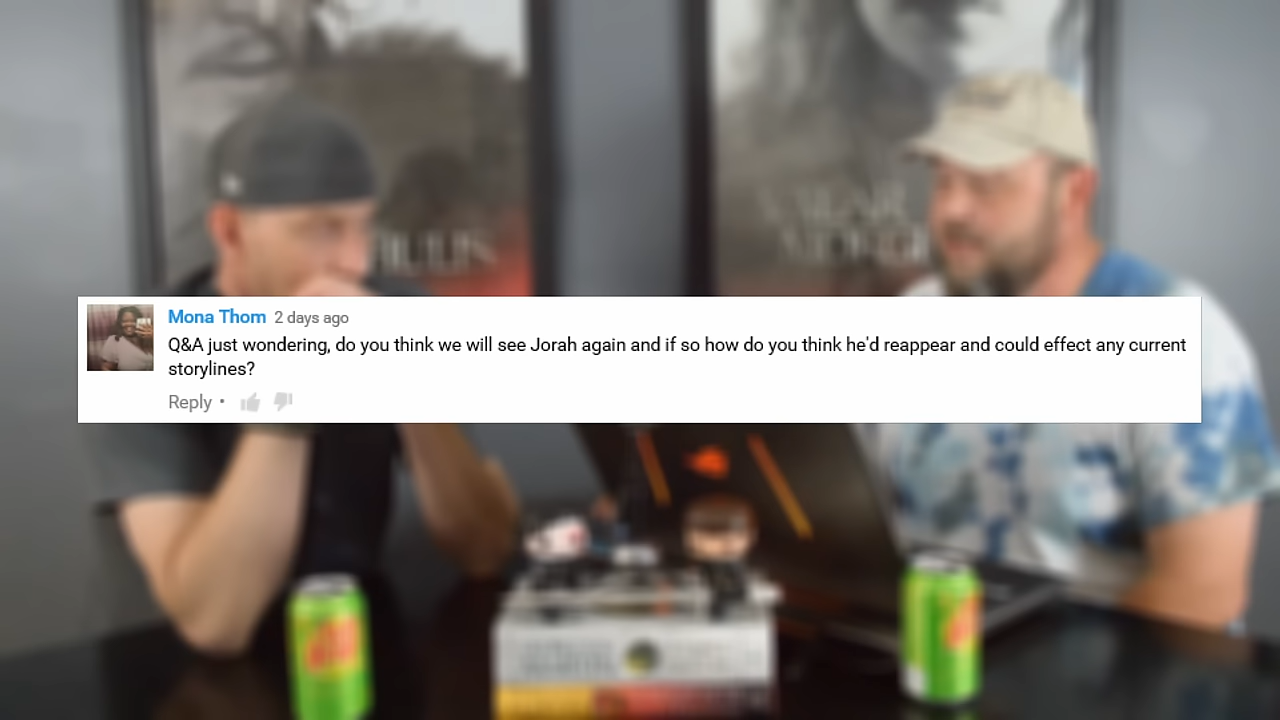 Mona Thom 2 days ago
Q&A just wondering, do you think we will see Jorah again and if so how do you think he'd reappear and could effect any current
storylines?
Reply •